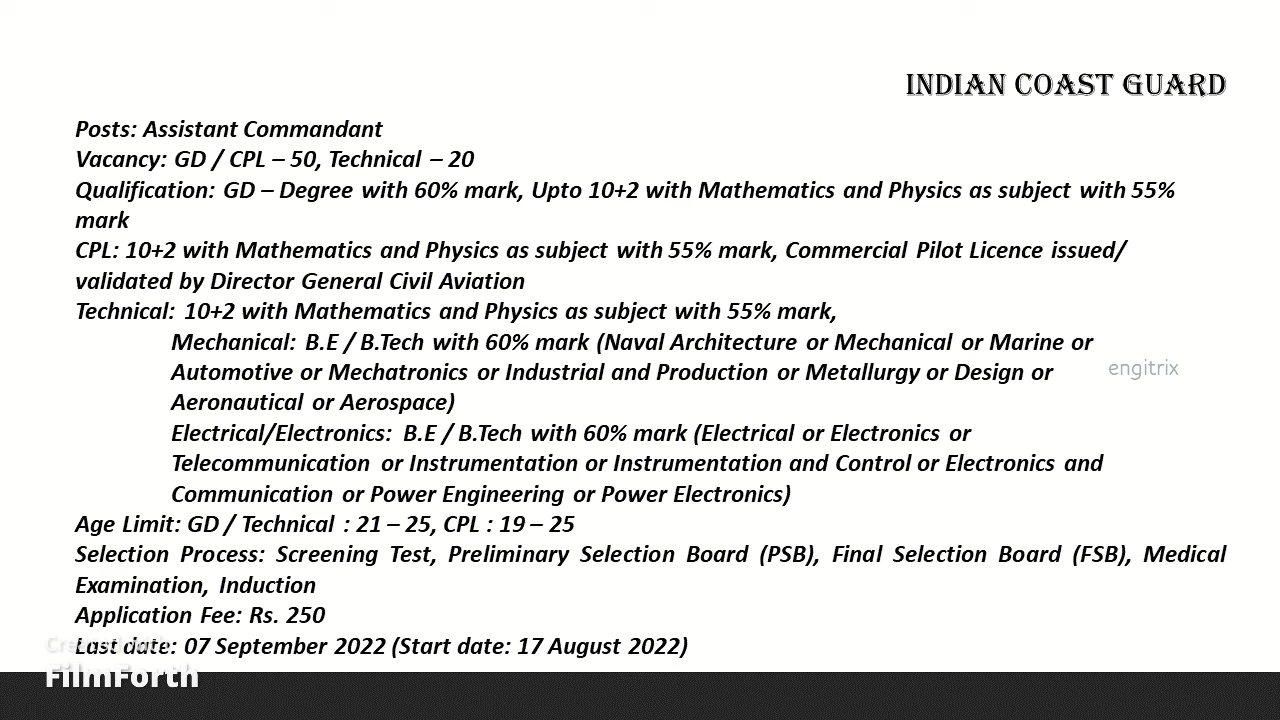 INDIAN COAST GUARD
Posts: Assistant Commandant
Vacancy: GD / CPL – 50, Technical – 20
Qualification: GD – Degree with 60% mark, Upto 10+2 with Mathematics and Physics as subject with 55%
mark
CPL: 10+2 with Mathematics and Physics as subject with 55% mark, Commercial Pilot Licence issued/
validated by Director General Civil Aviation
Technical: 10+2 with Mathematics and Physics as subject with 55% mark,
Mechanical: B.E / B.Tech with 60% mark (Naval Architecture or Mechanical or Marine or
Automotive or Mechatronics or Industrial and Production or Metallurgy or Design or
engitrix
Aeronautical or Aerospace)
Electrical/Electronics: B.E / B.Tech with 60% mark (Electrical or Electronics or
Telecommunication or Instrumentation or Instrumentation and Control or Electronics and
Communication or Power Engineering or Power Electronics)
Age Limit: GD / Technical : 21 – 25, CPL : 19 – 25
Selection Process: Screening Test, Preliminary Selection Board (PSB), Final Selection Board (FSB), Medical
Examination, Induction
Application Fee: Rs. 250
Last date: 07 September 2022 (Start date: 17 August 2022)
Created with
FilmForth